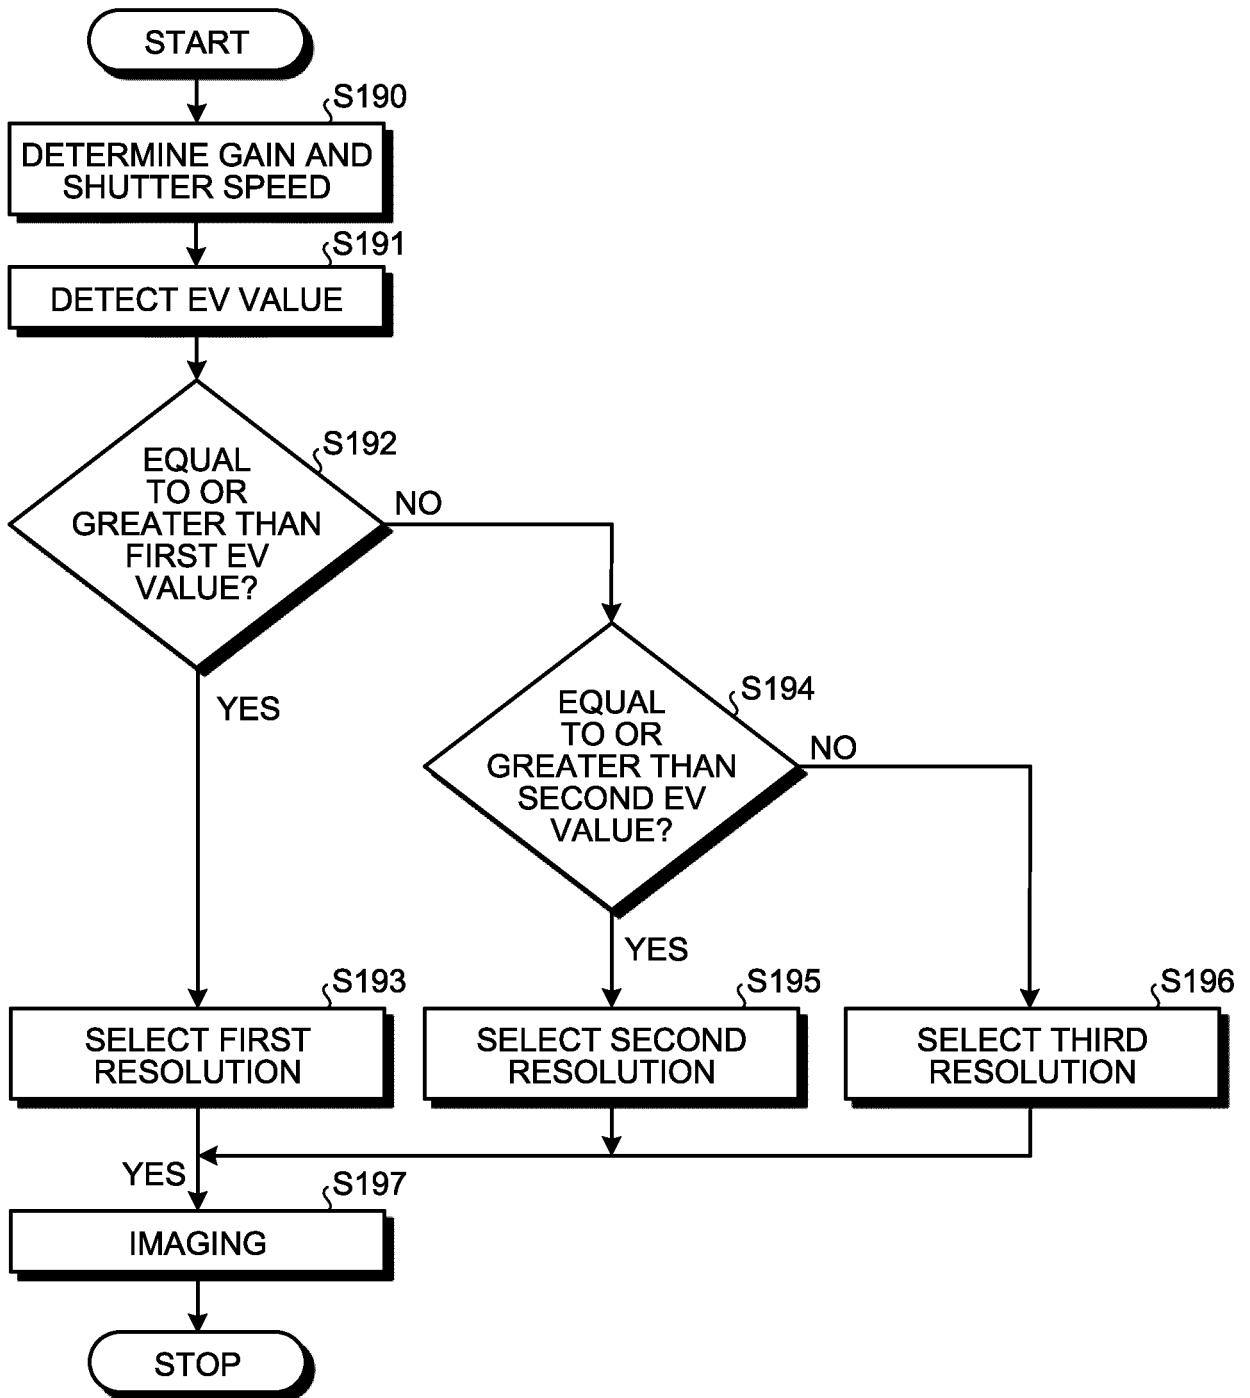 START
S190
DETERMINE GAIN AND
SHUTTER SPEED
S191
DETECT EV VALUE
S192
EQUAL
TO OR
GREATER THAN
FIRST EV
VALUE?
NO
YES
S194
EQUAL
TO OR
GREATER THAN
SECOND EV
VALUE?
NO
YES
S193
SELECT FIRST
RESOLUTION
S195
SELECT SECOND
RESOLUTION
S196
SELECT THIRD
RESOLUTION
YES
S197
IMAGING
STOP